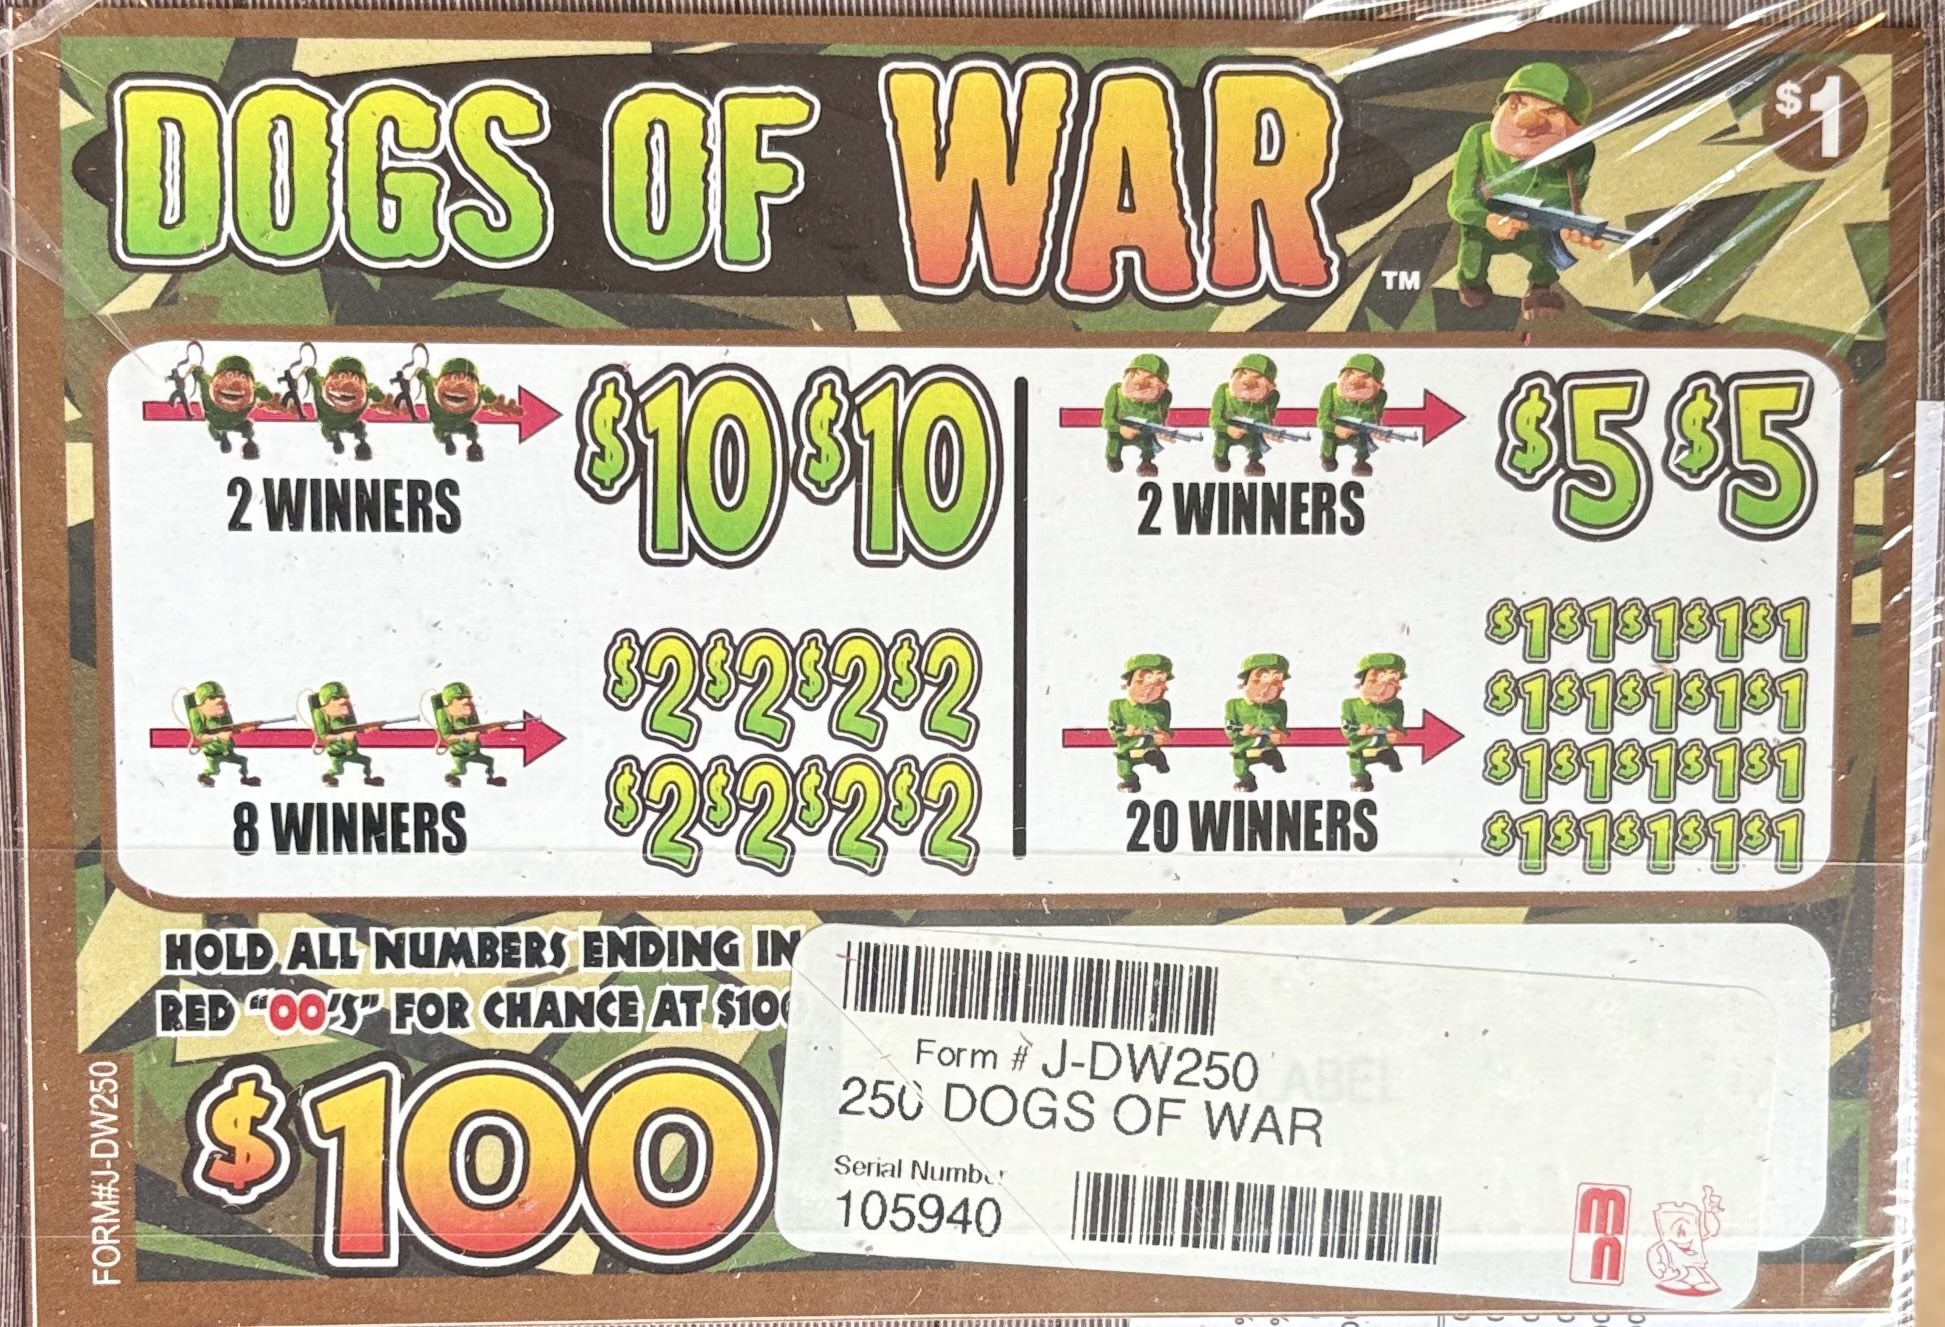 DOGS OF WAR ™
$1
2 WINNERS
$10 $10
2 WINNERS
$5 $5
8 WINNERS
$2 $2 $2 $2
$2 $2 $2 $2
20 WINNERS
$1 $1 $1 $1 $1
$1 $1 $1 $1 $1
$1 $1 $1 $1 $1
$1 $1 $1 $1 $1
HOLD ALL NUMBERS ENDING IN
RED "00'S" FOR CHANCE AT $100
$100
FORM#J-DW250
Form # J-DW250
250 DOGS OF WAR
Serial Number
105940
mn